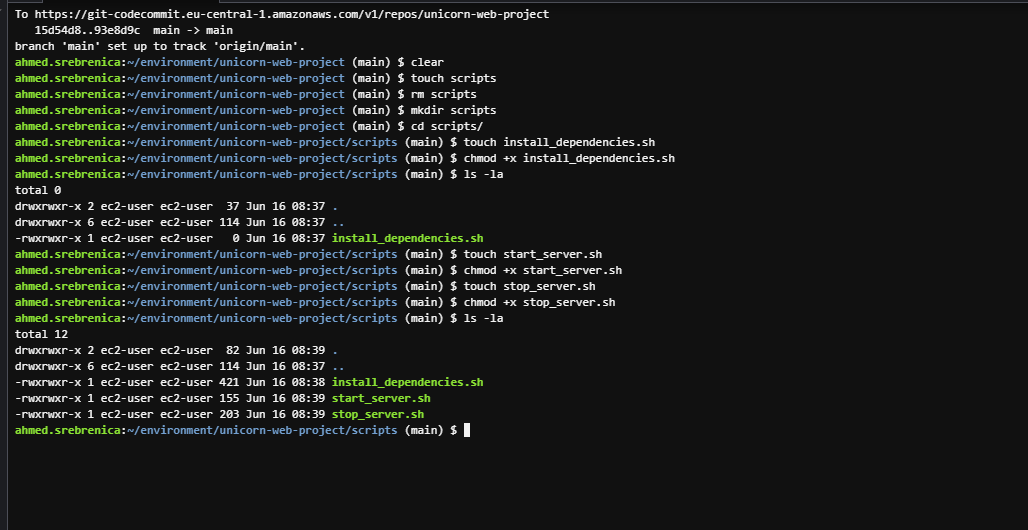 To https://git-codecommit.eu-central-1.amazonaws.com/v1/repos/unicorn-web-project
   15d54d8..93e8d9c  main -> main
branch 'main' set up to track 'origin/main'.
ahmed.srebrenica:~/environment/unicorn-web-project (main) $ clear
ahmed.srebrenica:~/environment/unicorn-web-project (main) $ touch scripts
ahmed.srebrenica:~/environment/unicorn-web-project (main) $ rm scripts
ahmed.srebrenica:~/environment/unicorn-web-project (main) $ mkdir scripts
ahmed.srebrenica:~/environment/unicorn-web-project (main) $ cd scripts/
ahmed.srebrenica:~/environment/unicorn-web-project/scripts (main) $ touch install_dependencies.sh
ahmed.srebrenica:~/environment/unicorn-web-project/scripts (main) $ chmod +x install_dependencies.sh
ahmed.srebrenica:~/environment/unicorn-web-project/scripts (main) $ ls -la
total 0
drwxrwxr-x 2 ec2-user ec2-user  37 Jun 16 08:37 .
drwxrwxr-x 6 ec2-user ec2-user 114 Jun 16 08:37 ..
-rwxrwxr-x 1 ec2-user ec2-user   0 Jun 16 08:37 install_dependencies.sh
ahmed.srebrenica:~/environment/unicorn-web-project/scripts (main) $ touch start_server.sh
ahmed.srebrenica:~/environment/unicorn-web-project/scripts (main) $ chmod +x start_server.sh
ahmed.srebrenica:~/environment/unicorn-web-project/scripts (main) $ touch stop_server.sh
ahmed.srebrenica:~/environment/unicorn-web-project/scripts (main) $ chmod +x stop_server.sh
ahmed.srebrenica:~/environment/unicorn-web-project/scripts (main) $ ls -la
total 12
drwxrwxr-x 2 ec2-user ec2-user  82 Jun 16 08:39 .
drwxrwxr-x 6 ec2-user ec2-user 114 Jun 16 08:37 ..
-rwxrwxr-x 1 ec2-user ec2-user 421 Jun 16 08:38 install_dependencies.sh
-rwxrwxr-x 1 ec2-user ec2-user 155 Jun 16 08:39 start_server.sh
-rwxrwxr-x 1 ec2-user ec2-user 203 Jun 16 08:39 stop_server.sh
ahmed.srebrenica:~/environment/unicorn-web-project/scripts (main) $